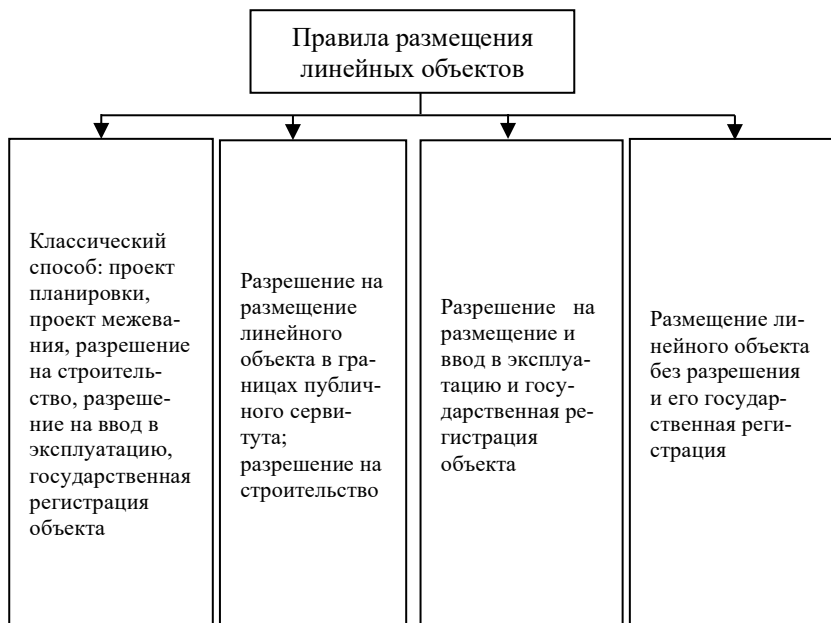 Правила размещения
линейных объектов
Классический
способ: проект
планировки,
проект межева-
ния, разрешение
на строитель-
ство, разреше-
ние на ввод в
эксплуатацию,
государственная
регистрация
объекта
Разрешение на
размещение
линейного
объекта в гра-
ницах публич-
ного серви-
тута;
разрешение на
строительство
Разрешение на
размещение и
ввод в эксплуа-
тацию и госу-
дарственная ре-
гистрация
объекта
Размещение ли-
нейного объекта
без разрешения
и его государ-
ственная реги-
страция